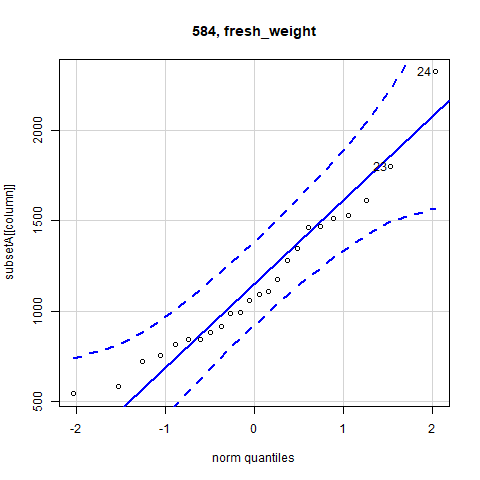 584, fresh_weight
subsetA[[column]]
2000
1500
1000
500
24
23
-2 -1 0 1 2
norm quantiles